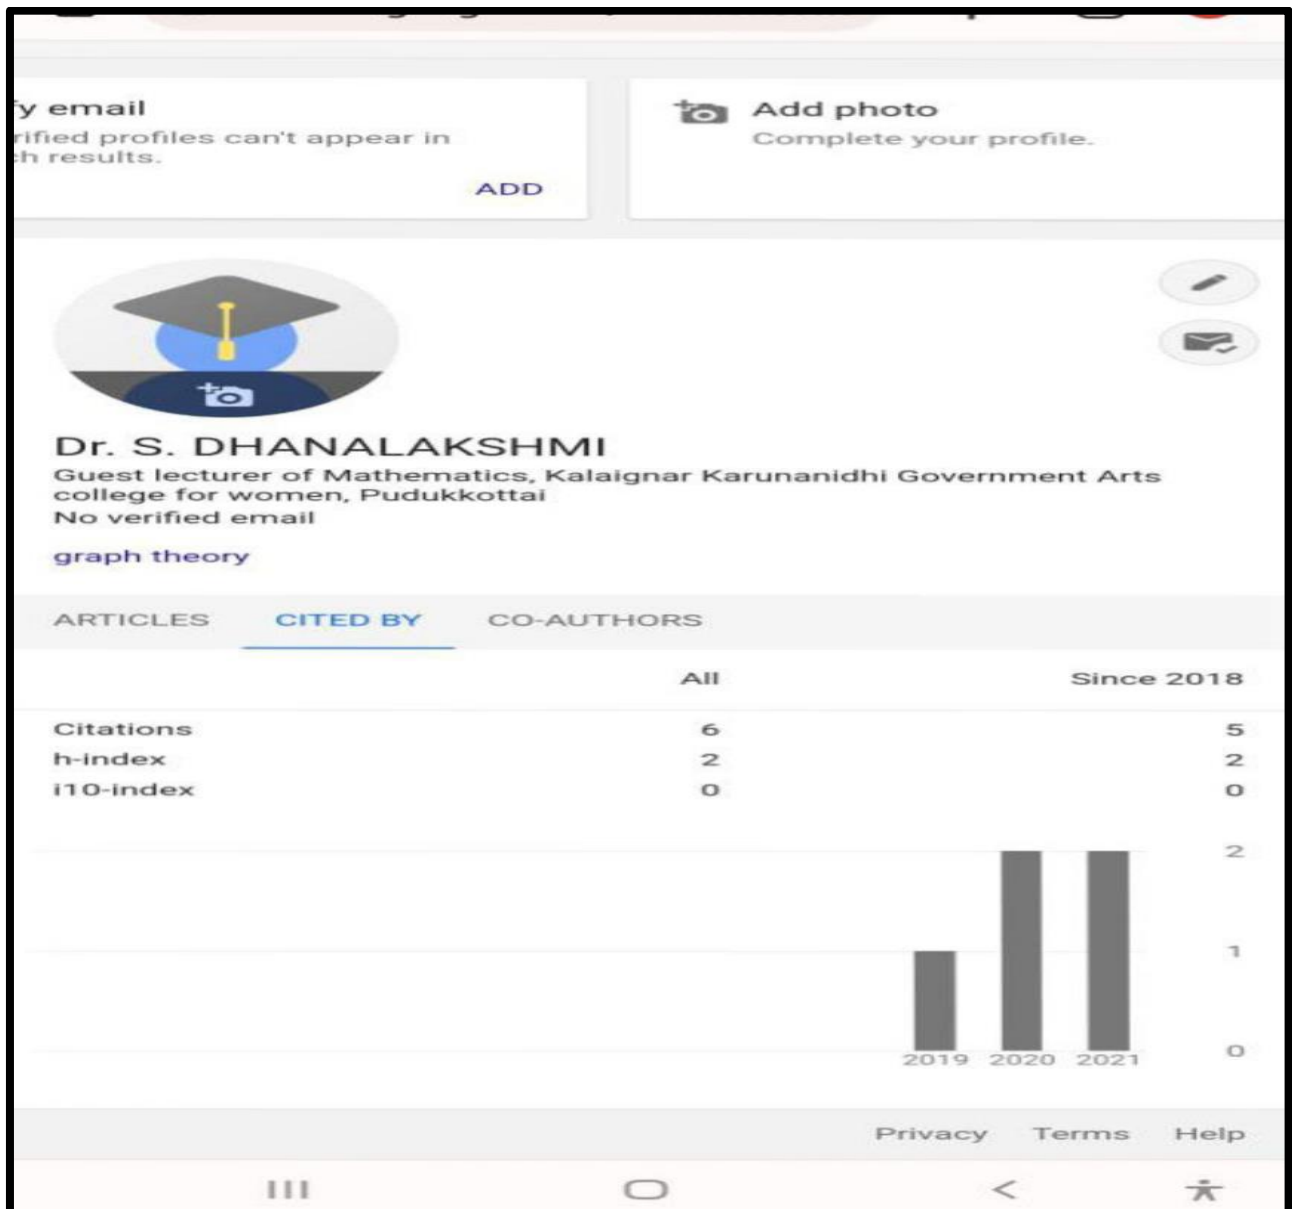 fy email
rified profiles can't appear in
ch results.
ADD
Add photo
Complete your profile.
Dr. S. DHANALAKSHMI
Guest lecturer of Mathematics, Kalaignar Karunanidhi Government Arts
college for women, Pudukkottai
No verified email
graph theory
ARTICLES CITED BY CO-AUTHORS
All Since 2018
Citations 6 5
h-index 2 2
i10-index 0 0
2
1
0
2019 2020 2021
Privacy Terms Help